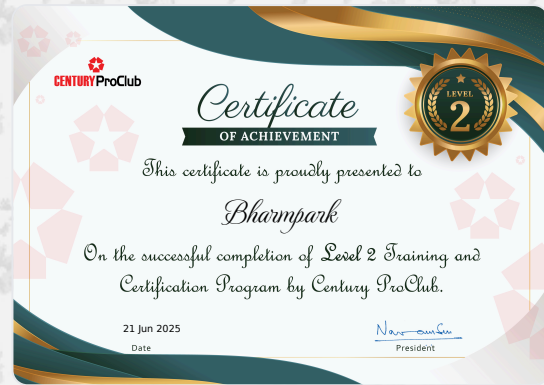 CENTURY ProClub
LEVEL
2
Certificate
OF ACHIEVEMENT
This certificate is proudly presented to
Bharmpark
On the successful completion of Level 2 Training and
Certification Program by Century ProClub.
21 Jun 2025
Date
President